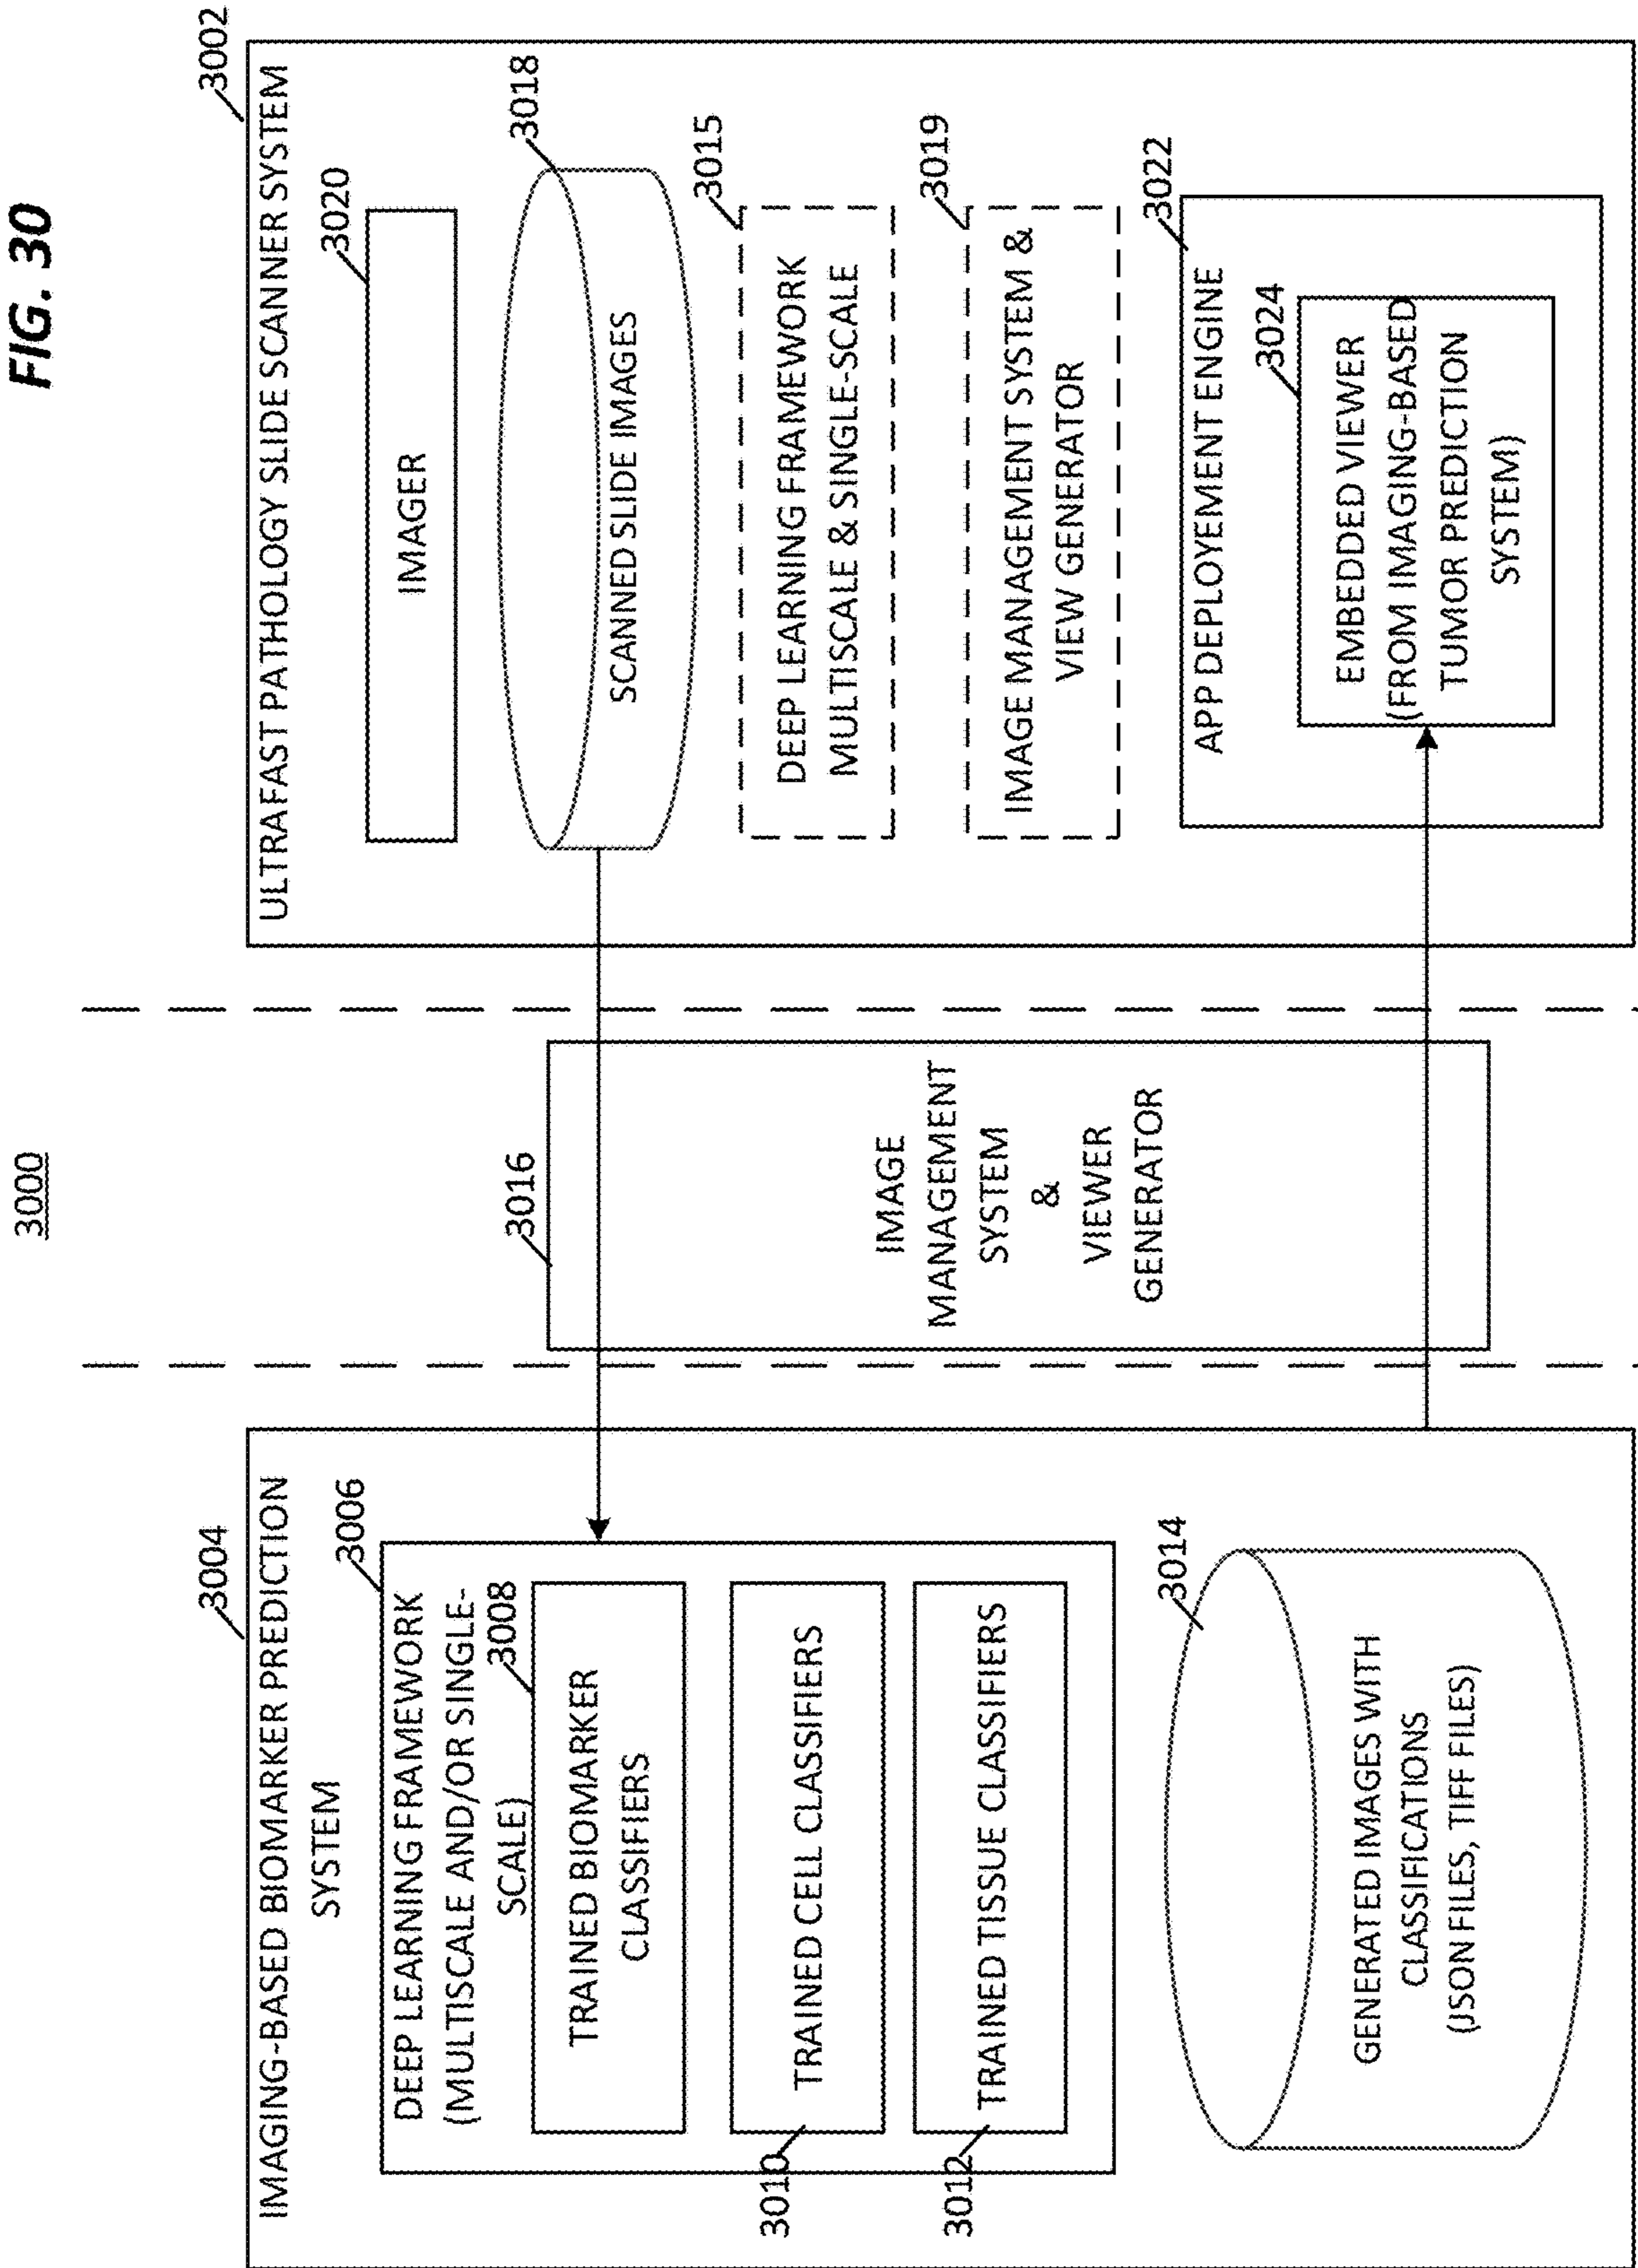 FIG. 30
3000
3004
IMAGING-BASED BIOMARKER PREDICTION
SYSTEM
3006
DEEP LEARNING FRAMEWORK
(MULTISCALE AND/OR SINGLE-
SCALE)
3008
TRAINED BIOMARKER
CLASSIFIERS
3010
TRAINED CELL CLASSIFIERS
3012
TRAINED TISSUE CLASSIFIERS
3014
GENERATED IMAGES WITH
CLASSIFICATIONS
(JSON FILES, TIFF FILES)
3016
IMAGE
MANAGEMENT
SYSTEM
&
VIEWER
GENERATOR
3002
ULTRAFAST PATHOLOGY SLIDE SCANNER SYSTEM
3020
IMAGER
3018
SCANNED SLIDE IMAGES
3015
DEEP LEARNING FRAMEWORK
MULTISCALE & SINGLE-SCALE
3019
IMAGE MANAGEMENT SYSTEM &
VIEW GENERATOR
3022
APP DEPLOYEMENT ENGINE
3024
EMBEDDED VIEWER
(FROM IMAGING-BASED
TUMOR PREDICTION
SYSTEM)